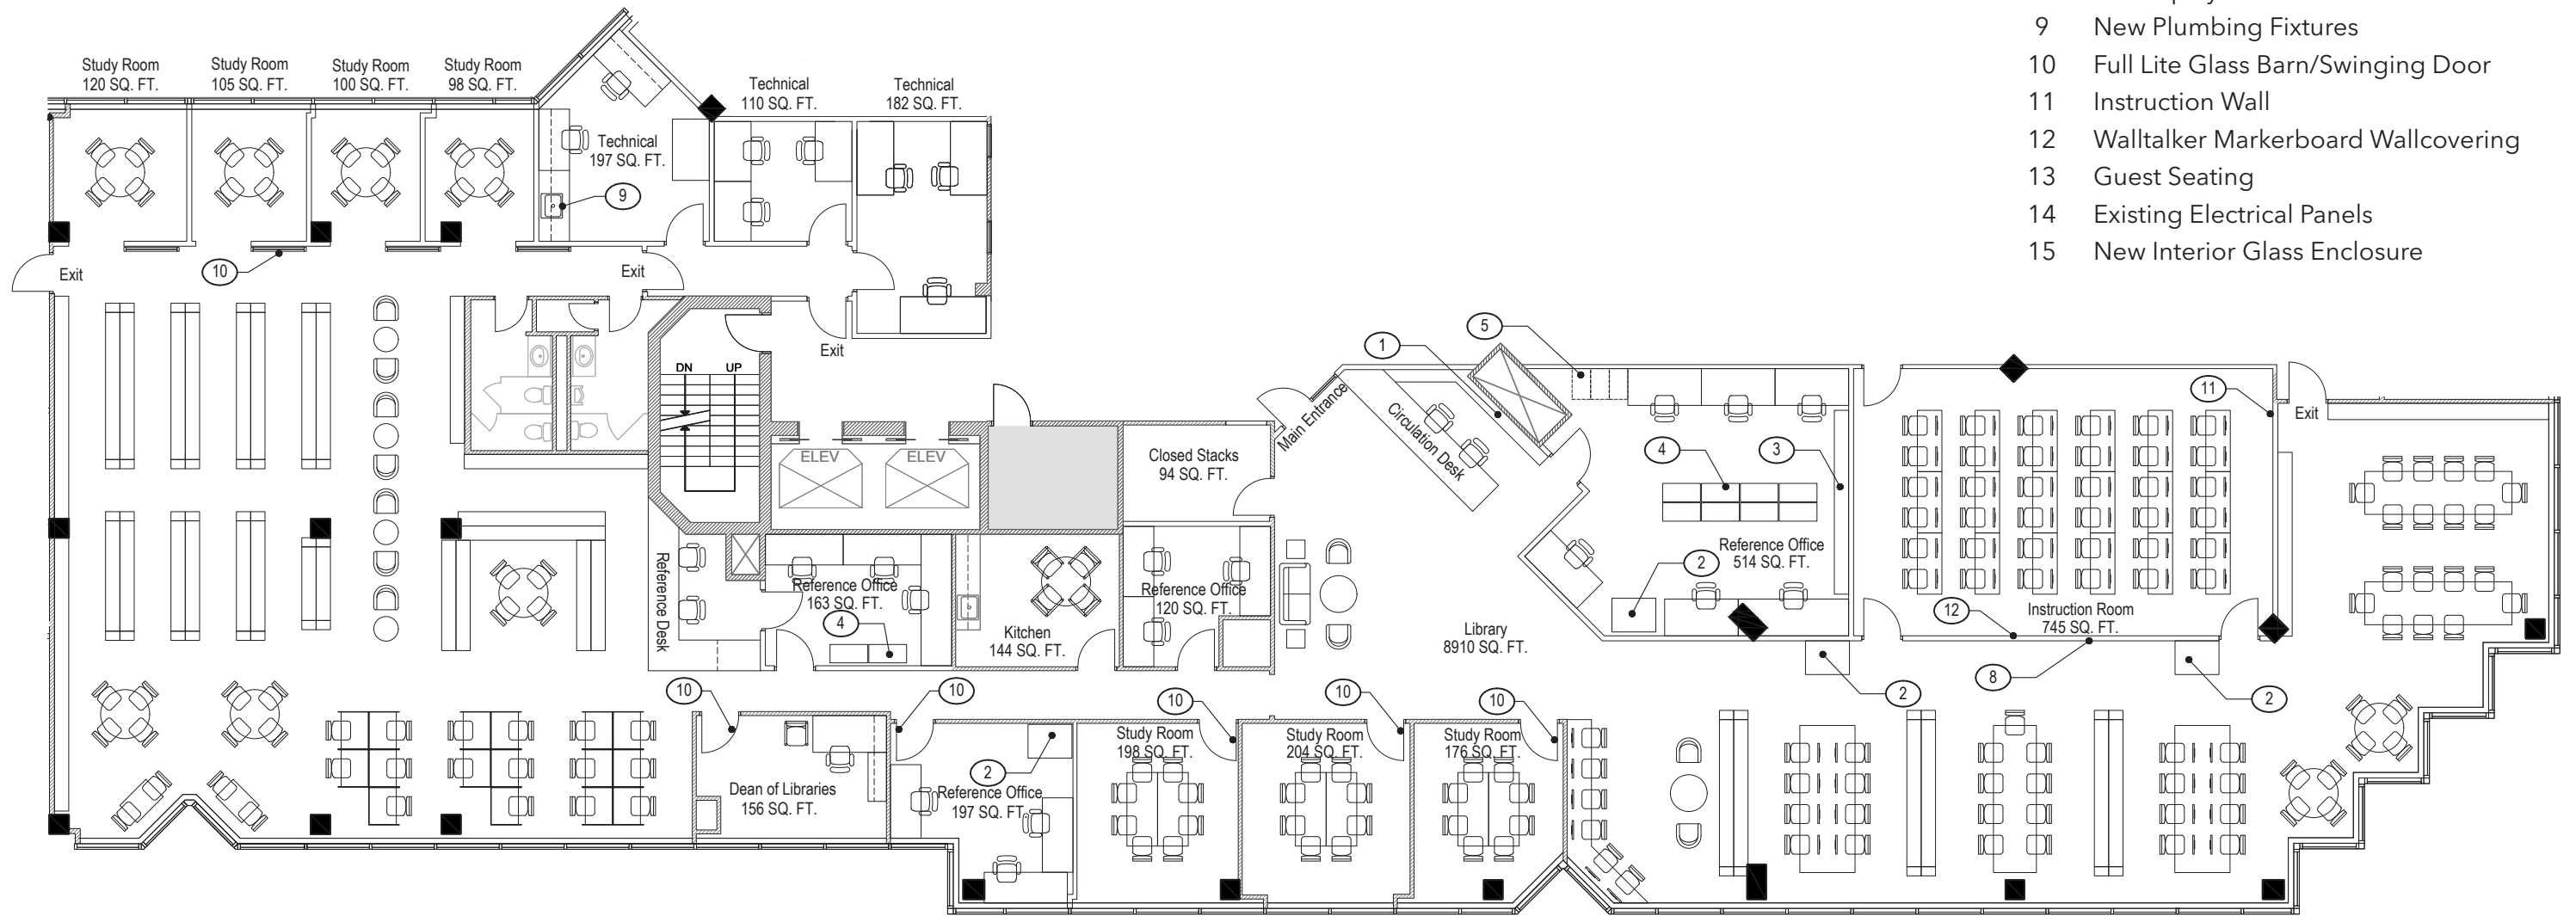 9 New Plumbing Fixtures
10 Full Lite Glass Barn/Swinging Door
11 Instruction Wall
12 Walltalker Markerboard Wallcovering
13 Guest Seating
14 Existing Electrical Panels
15 New Interior Glass Enclosure
Study Room
120 SQ. FT.
Study Room
105 SQ. FT.
Study Room
100 SQ. FT.
Study Room
98 SQ. FT.
Technical
197 SQ. FT.
Technical
110 SQ. FT.
Technical
182 SQ. FT.
9
10
Exit
Exit
Exit
DN
UP
ELEV
ELEV
5
1
Main Entrance
Circulation Desk
Closed Stacks
94 SQ. FT.
4
3
11
Exit
Reference Desk
Reference Office
163 SQ. FT.
4
Kitchen
144 SQ. FT.
Reference Office
120 SQ. FT.
Library
8910 SQ. FT.
Reference Office
514 SQ. FT.
2
12
Instruction Room
745 SQ. FT.
8
2
2
10
10
10
10
10
Dean of Libraries
156 SQ. FT.
2
Reference Office
197 SQ. FT.
Study Room
198 SQ. FT.
Study Room
204 SQ. FT.
Study Room
176 SQ. FT.